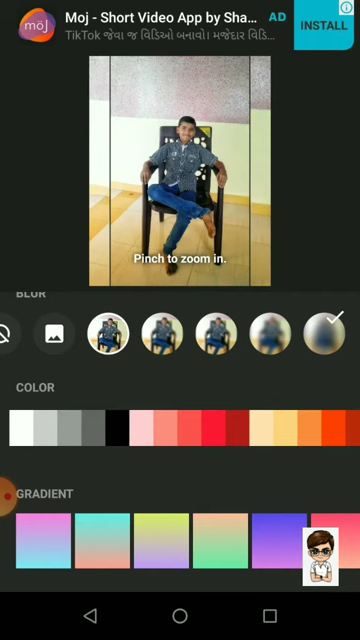 moj
Moj - Short Video App by Sha...
AD
INSTALL
TikTok જેવા જ વિડિઓ બનાવો। મજેદાર વિડિ...
Pinch to zoom in.
BLUR
COLOR
GRADIENT